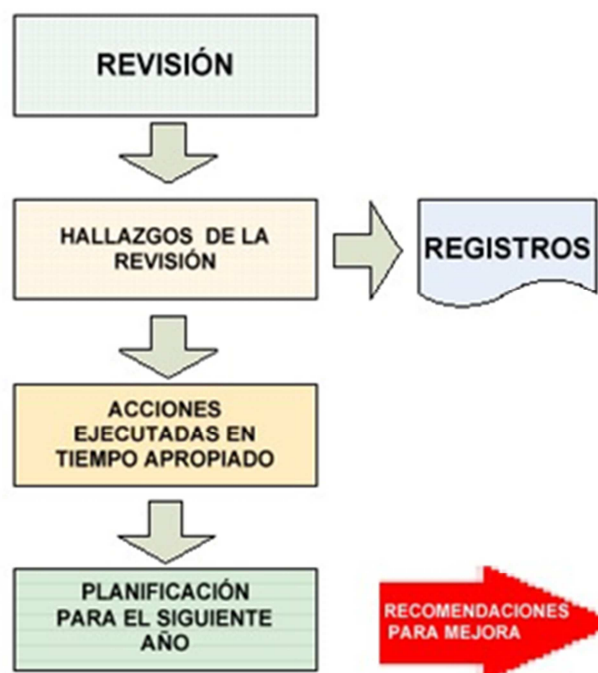 REVISIÓN
HALLAZGOS DE LA
REVISIÓN
REGISTROS
ACCIONES
EJECUTADAS EN
TIEMPO APROPIADO
PLANIFICACIÓN
PARA EL SIGUIENTE
AÑO
RECOMENDACIONES
PARA MEJORA